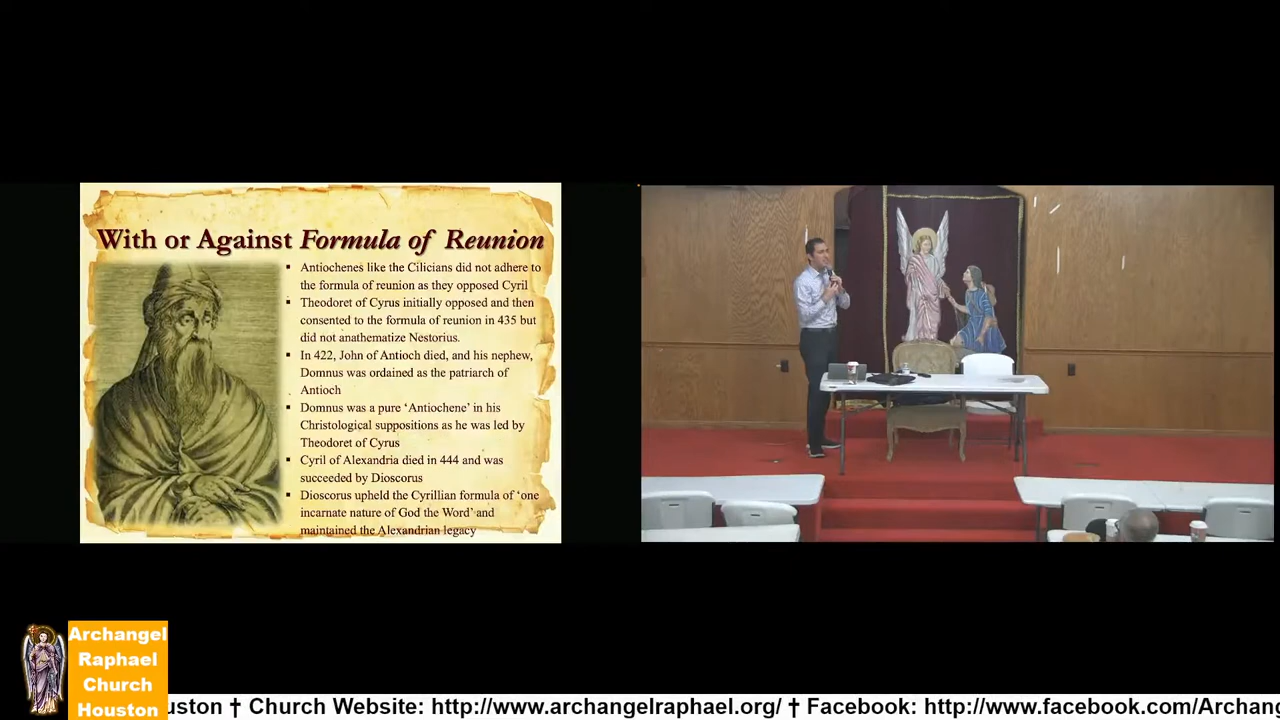 With or Against Formula of Reunion
▪ Antiochenes like the Cilicians did not adhere to
the formula of reunion as they opposed Cyril
▪ Theodoret of Cyrus initially opposed and then
consented to the formula of reunion in 435 but
did not anathematize Nestorius.
▪ In 422, John of Antioch died, and his nephew,
Domnus was ordained as the patriarch of
Antioch
▪ Domnus was a pure ‘Antiochene’ in his
Christological suppositions as he was led by
Theodoret of Cyrus
▪ Cyril of Alexandria died in 444 and was
succeeded by Dioscorus
▪ Dioscorus upheld the Cyrillian formula of ‘one
incarnate nature of God the Word’ and
maintained the Alexandrian legacy
Archangel
Raphael
Church
Houston
uston ✝ Church Website: http://www.archangelraphael.org/ ✝ Facebook: http://www.facebook.com/Archang